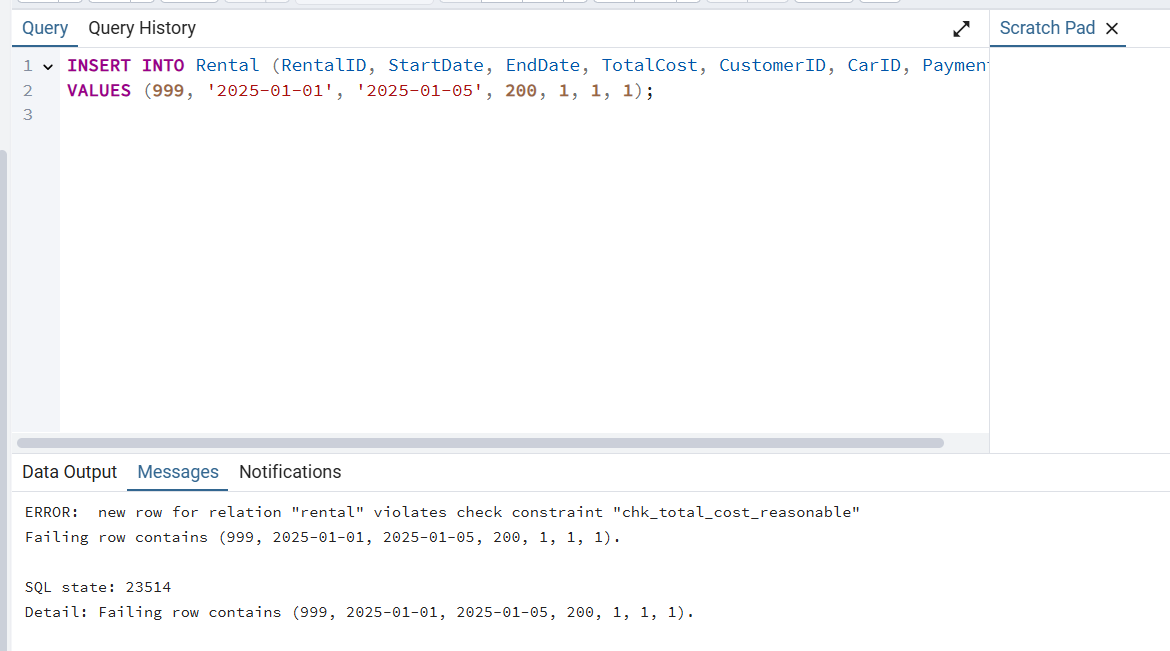 Query Query History Scratch Pad
1 INSERT INTO Rental (RentalID, StartDate, EndDate, TotalCost, CustomerID, CarID, Paymen
2 VALUES (999, '2025-01-01', '2025-01-05', 200, 1, 1, 1);
3
Data Output Messages Notifications
ERROR:  new row for relation "rental" violates check constraint "chk_total_cost_reasonable"
Failing row contains (999, 2025-01-01, 2025-01-05, 200, 1, 1, 1).
SQL state: 23514
Detail: Failing row contains (999, 2025-01-01, 2025-01-05, 200, 1, 1, 1).